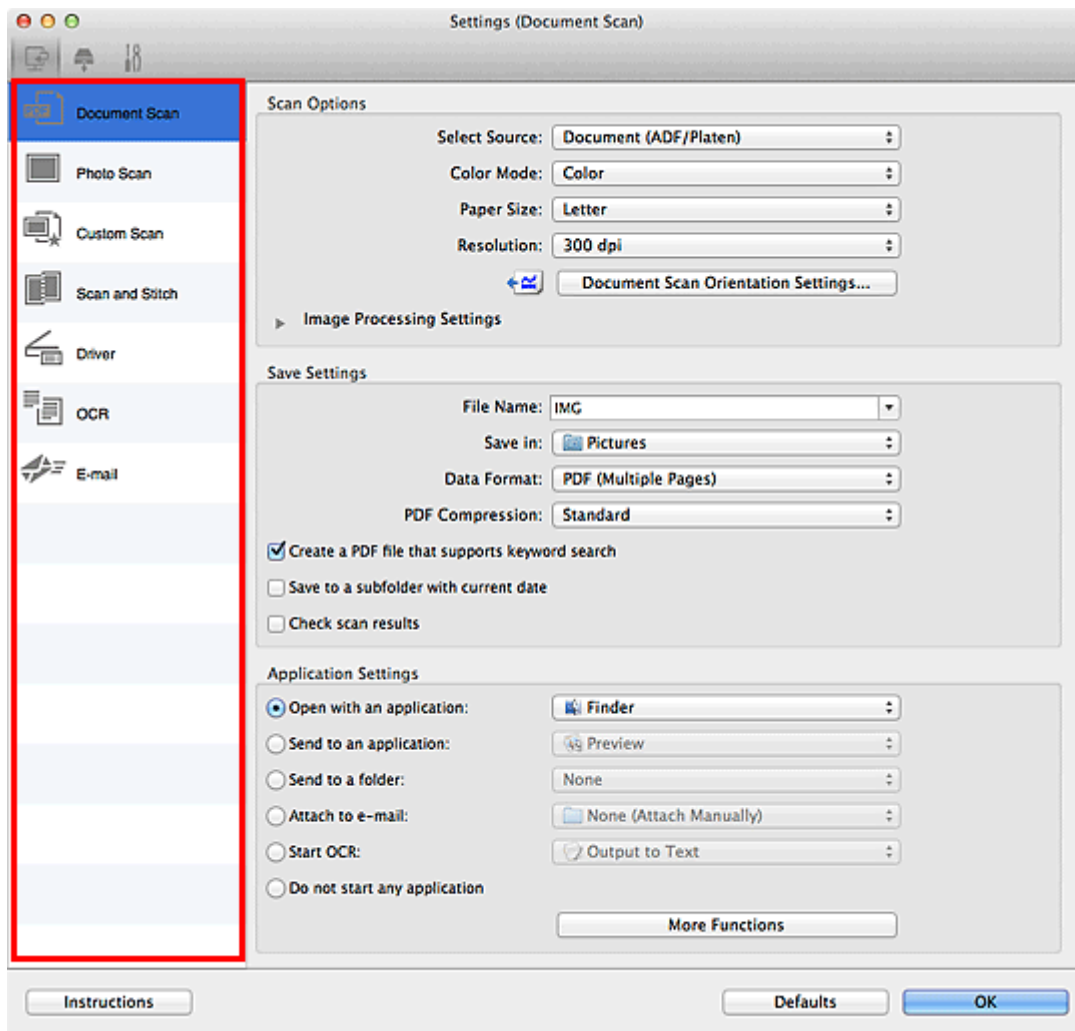 Settings (Document Scan)
PDF Document Scan
Photo Scan
Custom Scan
Scan and Stitch
Driver
OCR
E-mail
Scan Options
Select Source: Document (ADF/Platen)
Color Mode: Color
Paper Size: Letter
Resolution: 300 dpi
Document Scan Orientation Settings...
Image Processing Settings
Save Settings
File Name: IMG
Save in: Pictures
Data Format: PDF (Multiple Pages)
PDF Compression: Standard
Create a PDF file that supports keyword search
Save to a subfolder with current date
Check scan results
Application Settings
Open with an application: Finder
Send to an application: Preview
Send to a folder: None
Attach to e-mail: None (Attach Manually)
Start OCR: Output to Text
Do not start any application
More Functions
Instructions Defaults OK